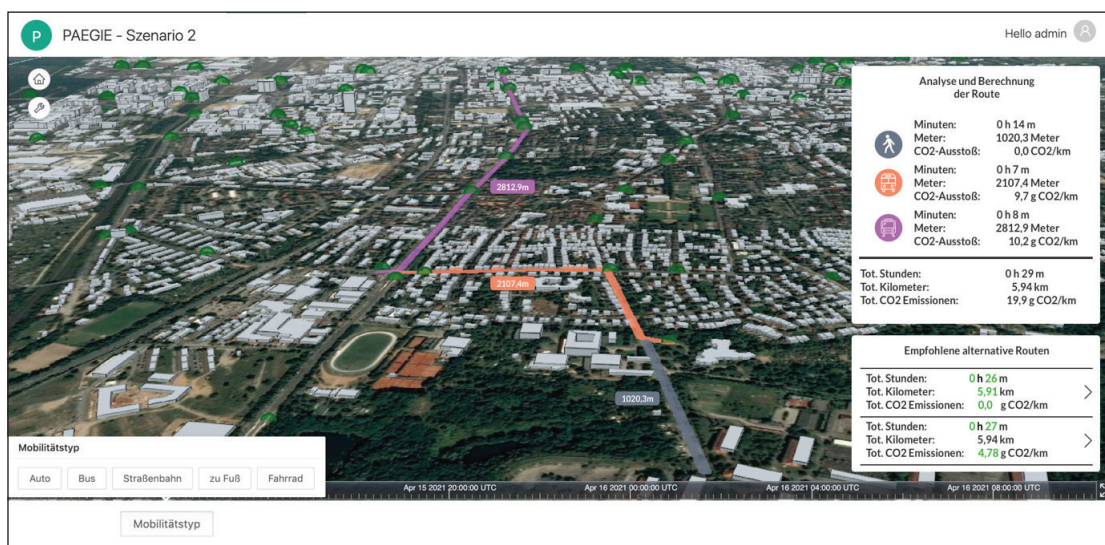 P PAEGIE - Szenario 2
Hello admin
Analyse und Berechnung
der Route
Minuten: 0 h 14 m
Meter: 1020,3 Meter
CO2-Ausstoß: 0,0 CO2/km
Minuten: 0 h 7 m
Meter: 2107,4 Meter
CO2-Ausstoß: 9,7 g CO2/km
Minuten: 0 h 8 m
Meter: 2812,9 Meter
CO2-Ausstoß: 10,2 g CO2/km
Tot. Stunden: 0 h 29 m
Tot. Kilometer: 5,94 km
Tot. CO2 Emissionen: 19,9 g CO2/km
Empfohlene alternative Routen
Tot. Stunden: 0 h 26 m
Tot. Kilometer: 5,91 km
Tot. CO2 Emissionen: 0,0 g CO2/km
Tot. Stunden: 0 h 27 m
Tot. Kilometer: 5,94 km
Tot. CO2 Emissionen: 4,78 g CO2/km
2812,9m
2107,4m
1020,3m
Mobilitätstyp
Auto Bus Straßenbahn zu Fuß Fahrrad
Apr 15 2021 20:00:00 UTC Apr 16 2021 00:00:00 UTC Apr 16 2021 04:00:00 UTC Apr 16 2021 08:00:00 UTC
Mobilitätstyp